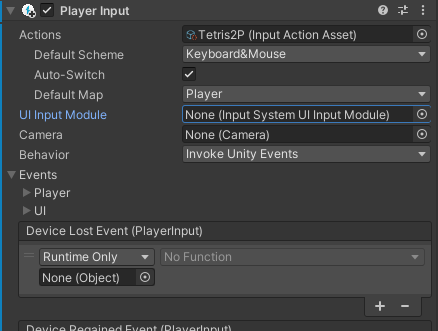 Player Input
Actions Tetris2P (Input Action Asset)
Default Scheme Keyboard&Mouse
Auto-Switch
Default Map Player
UI Input Module None (Input System UI Input Module)
Camera None (Camera)
Behavior Invoke Unity Events
Events
Player
UI
Device Lost Event (PlayerInput)
Runtime Only No Function
None (Object)
Device Regained Event (PlayerInput)